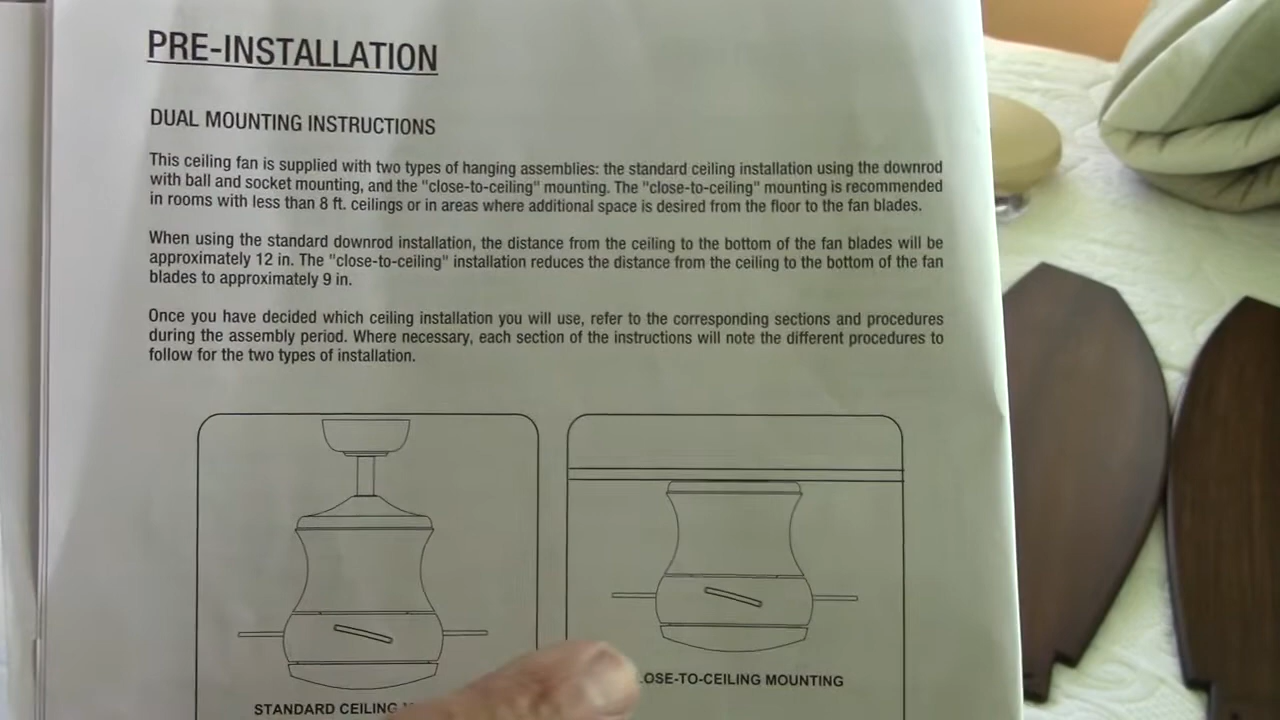 PRE-INSTALLATION
DUAL MOUNTING INSTRUCTIONS
This ceiling fan is supplied with two types of hanging assemblies: the standard ceiling installation using the downrod
with ball and socket mounting, and the "close-to-ceiling" mounting. The "close-to-ceiling" mounting is recommended
in rooms with less than 8 ft. ceilings or in areas where additional space is desired from the floor to the fan blades.
When using the standard downrod installation, the distance from the ceiling to the bottom of the fan blades will be
approximately 12 in. The "close-to-ceiling" installation reduces the distance from the ceiling to the bottom of the fan
blades to approximately 9 in.
Once you have decided which ceiling installation you will use, refer to the corresponding sections and procedures
during the assembly period. Where necessary, each section of the instructions will note the different procedures to
follow for the two types of installation.
STANDARD CEILING
OSE-TO-CEILING MOUNTING